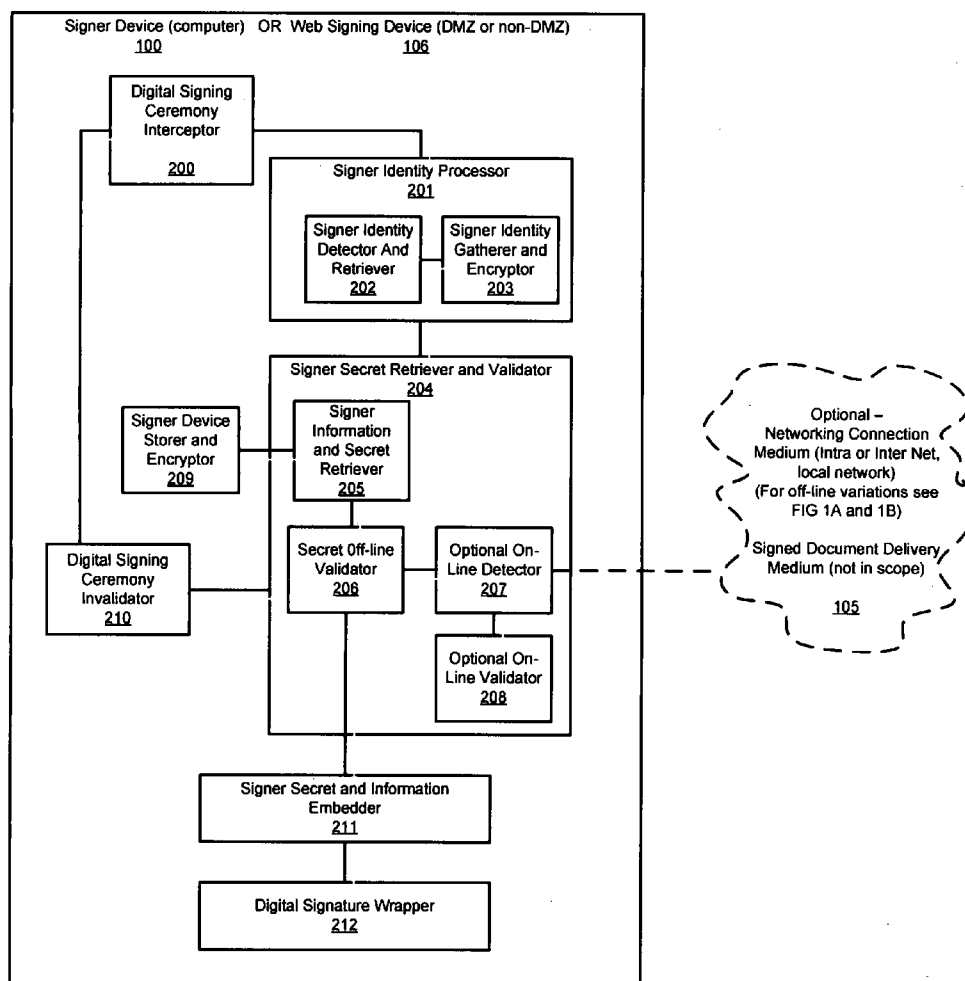 Signer Device (computer) OR Web Signing Device (DMZ or non-DMZ)
100 106
Digital Signing
Ceremony
Interceptor
200
Signer Identity Processor
201
Signer Identity
Detector And
Retriever
202
Signer Identity
Gatherer and
Encryptor
203
Signer Secret Retriever and Validator
204
Signer Device
Storer and
Encryptor
209
Signer
Information
and Secret
Retriever
205
Secret Off-line
Validator
206
Optional On-
Line Detector
207
Optional On-
Line Validator
208
Digital Signing
Ceremony
Invalidator
210
Signer Secret and Information
Embedder
211
Digital Signature Wrapper
212
Optional –
Networking Connection
Medium (Intra or Inter Net,
local network)
(For off-line variations see
FIG 1A and 1B)
Signed Document Delivery
Medium (not in scope)
105